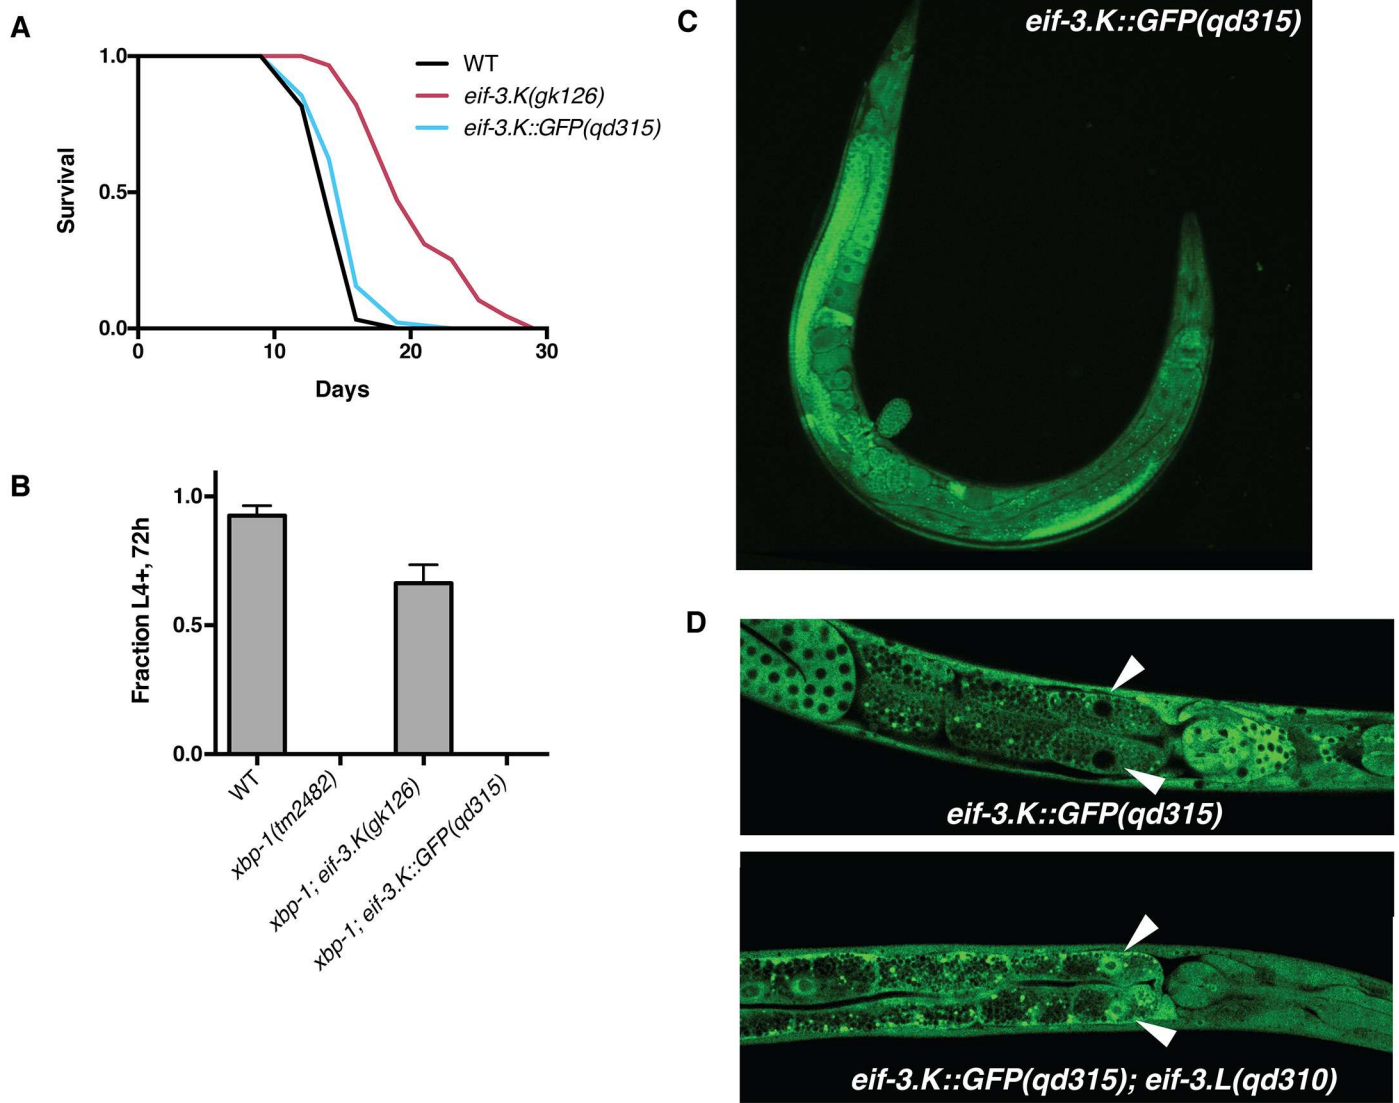 A
1.0
0.5
0.0
Survival
0
10
20
30
Days
WT
eif-3.K(gk126)
eif-3.K::GFP(qd315)
B
1.0
0.5
0.0
Fraction L4+, 72h
WT
xbp-1(tm2482)
xbp-1; eif-3.K(gk126)
xbp-1; eif-3.K::GFP(qd315)
C
eif-3.K::GFP(qd315)
D
eif-3.K::GFP(qd315)
eif-3.K::GFP(qd315); eif-3.L(qd310)